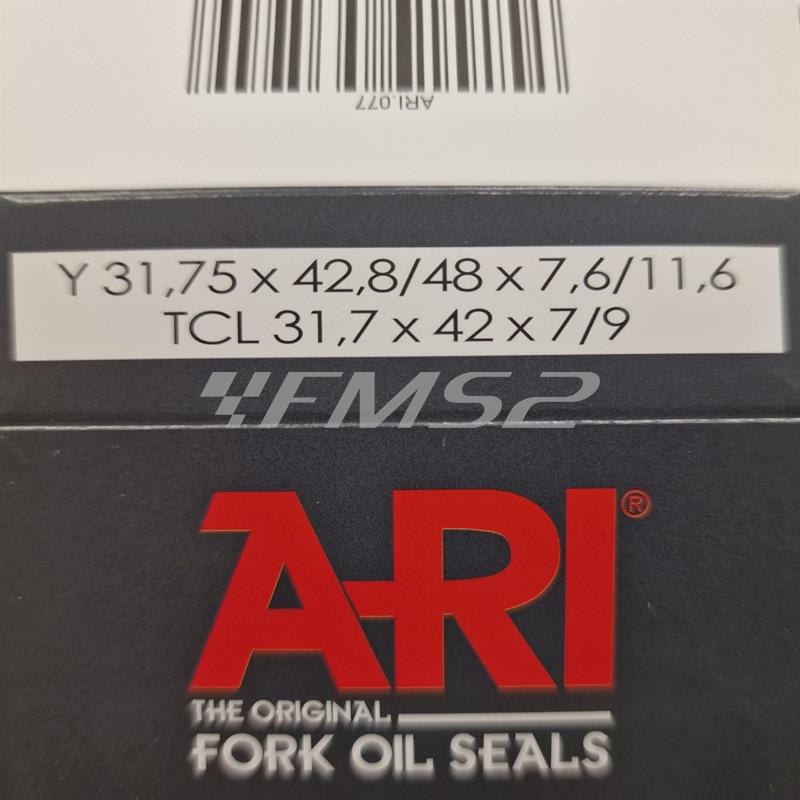 ARI.077
Y 31,75 x 42,8/48 x 7,6/11,6
TCL 31,7 x 42 x 7/9
FMS2
ARI®
THE ORIGINAL
FORK OIL SEALS